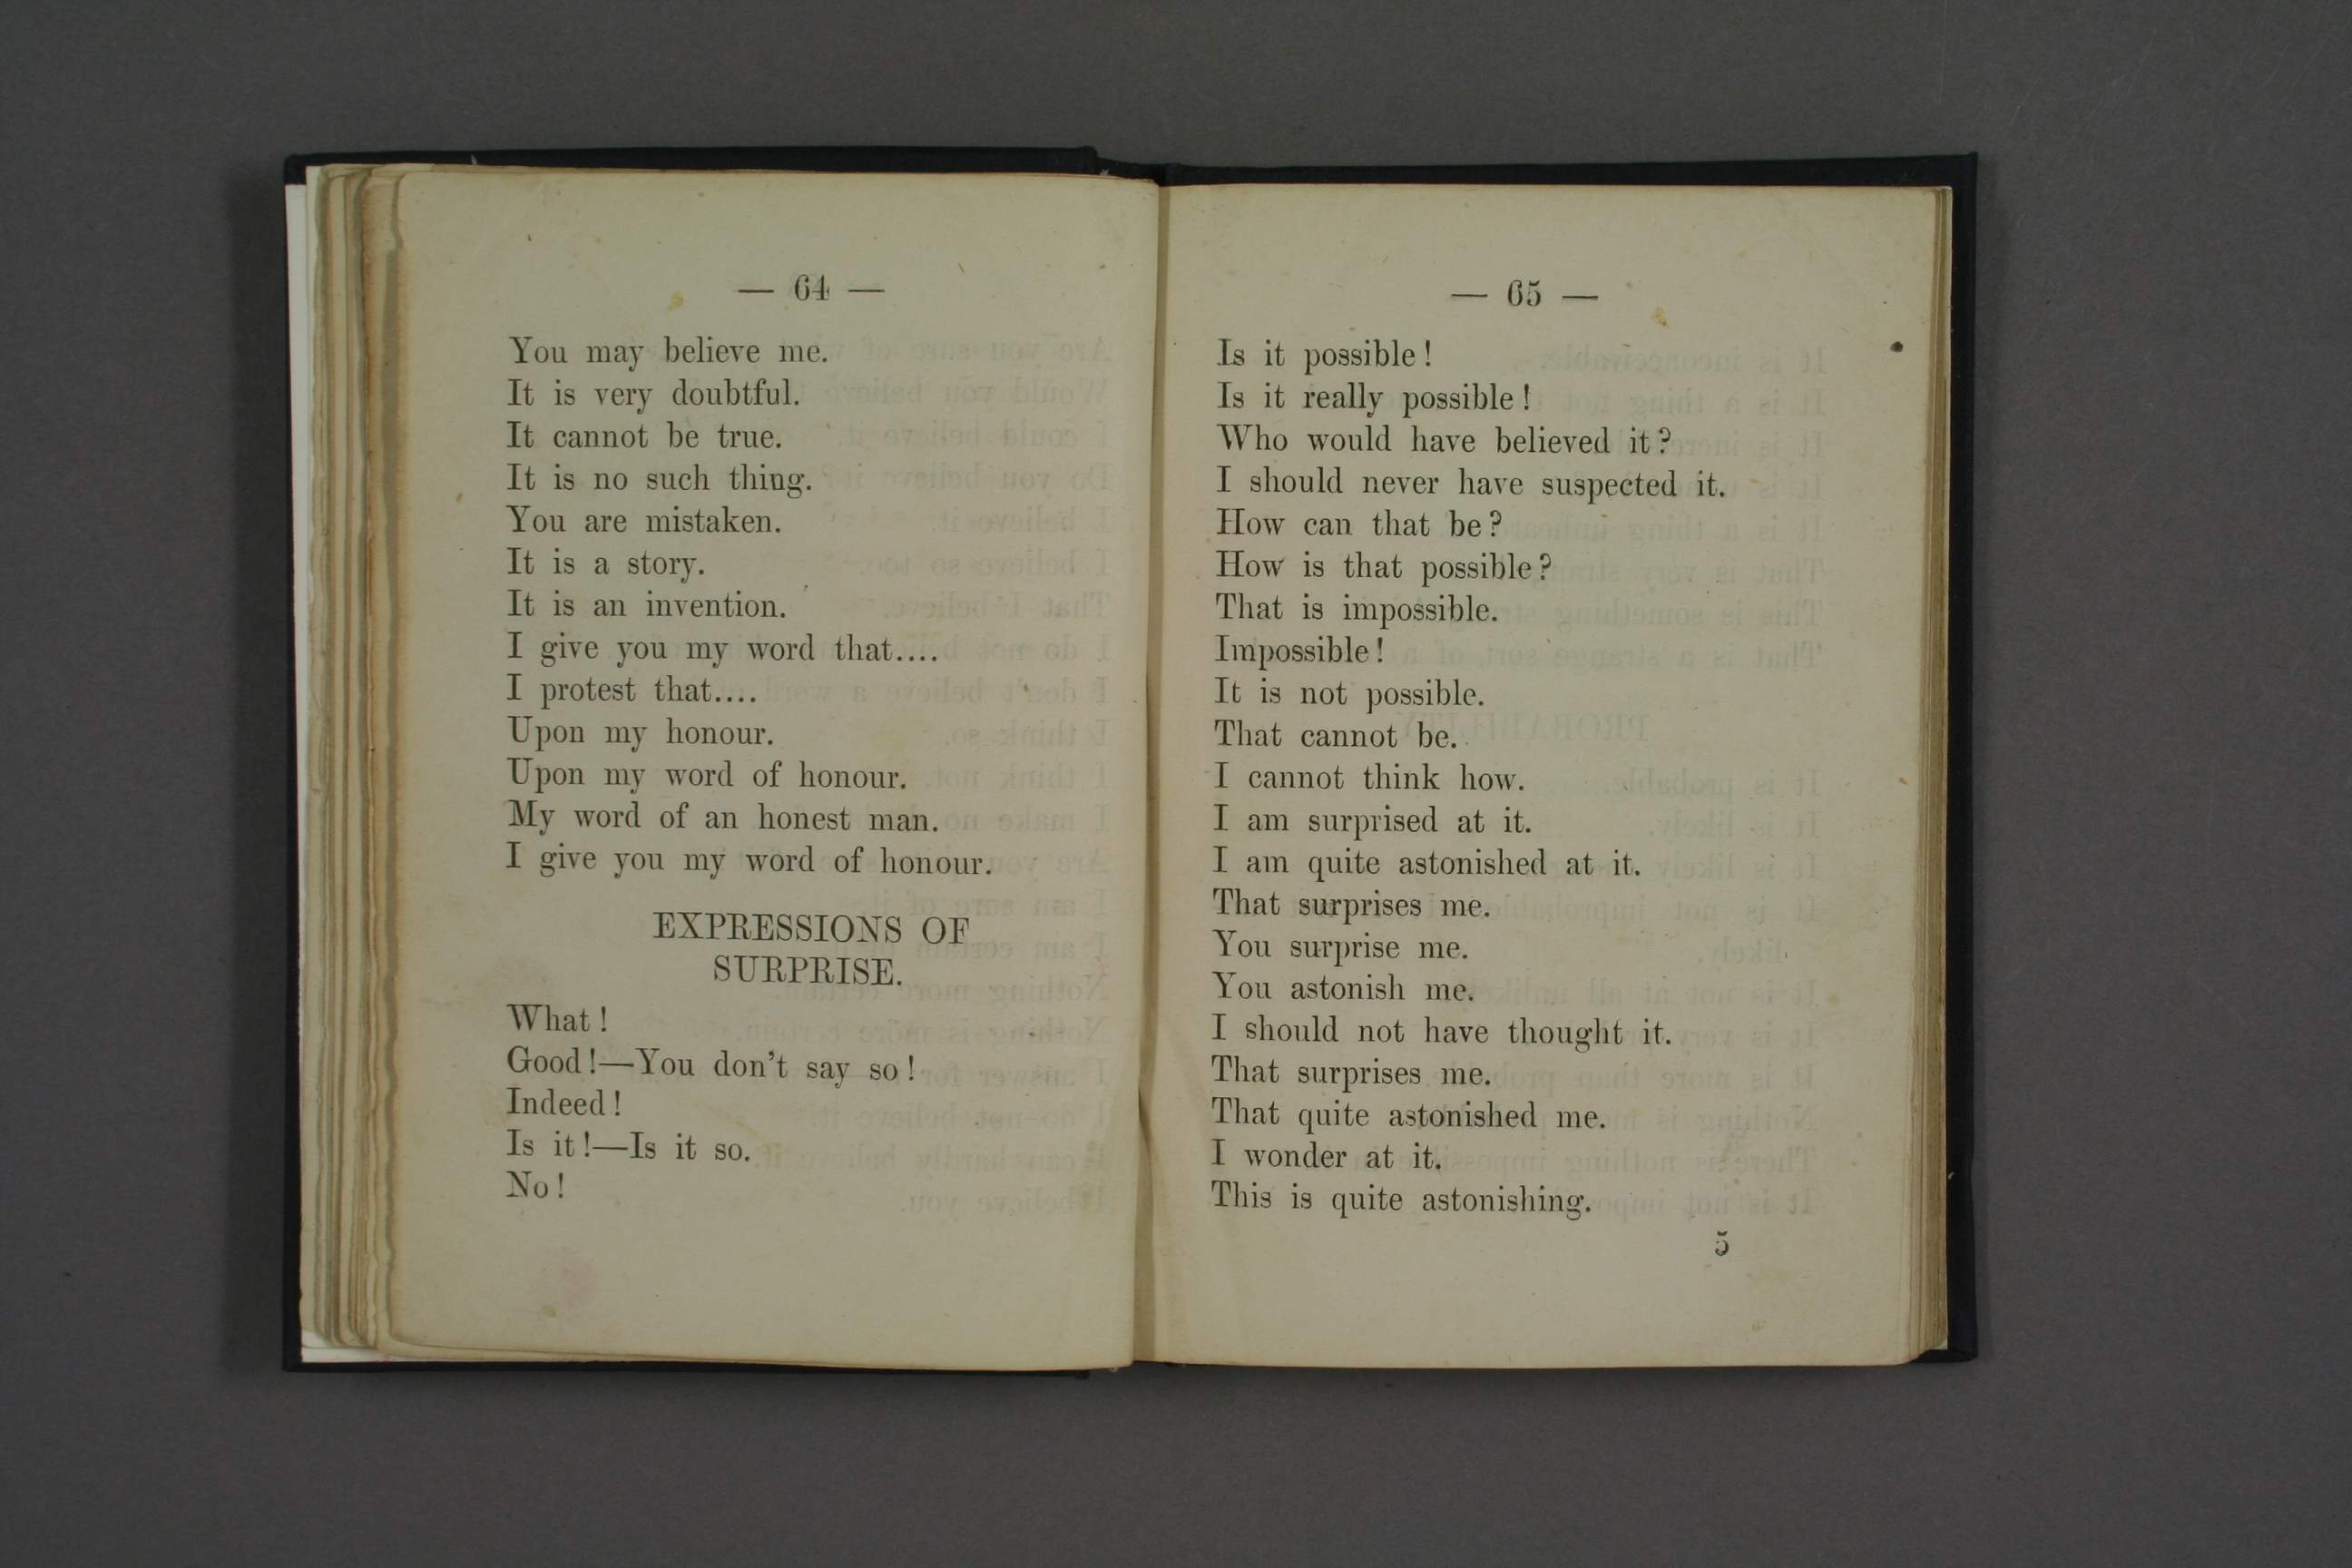 — 64 —
You may believe me.
It is very doubtful.
It cannot be true.
It is no such thing.
You are mistaken.
It is a story.
It is an invention.
I give you my word that....
I protest that....
Upon my honour.
Upon my word of honour.
My word of an honest man.
I give you my word of honour.
EXPRESSIONS OF
SURPRISE.
What!
Good!—You don't say so!
Indeed!
Is it!—Is it so.
No!
— 65 —
Is it possible!
Is it really possible!
Who would have believed it?
I should never have suspected it.
How can that be?
How is that possible?
That is impossible.
Impossible!
It is not possible.
That cannot be.
I cannot think how.
I am surprised at it.
I am quite astonished at it.
That surprises me.
You surprise me.
You astonish me.
I should not have thought it.
That surprises me.
That quite astonished me.
I wonder at it.
This is quite astonishing.
5